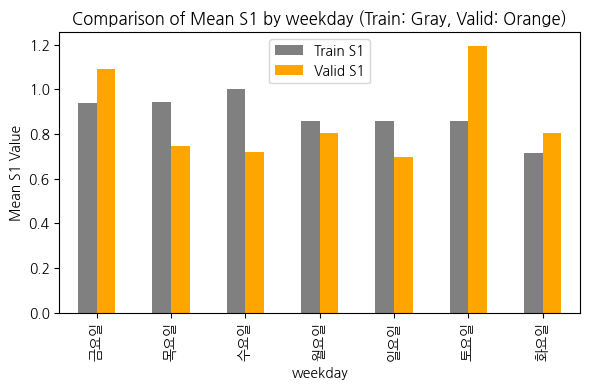 Comparison of Mean S1 by weekday (Train: Gray, Valid: Orange)
Train S1
Valid S1
Mean S1 Value
1.2
1.0
0.8
0.6
0.4
0.2
0.0
금요일
목요일
수요일
월요일
일요일
토요일
화요일
weekday